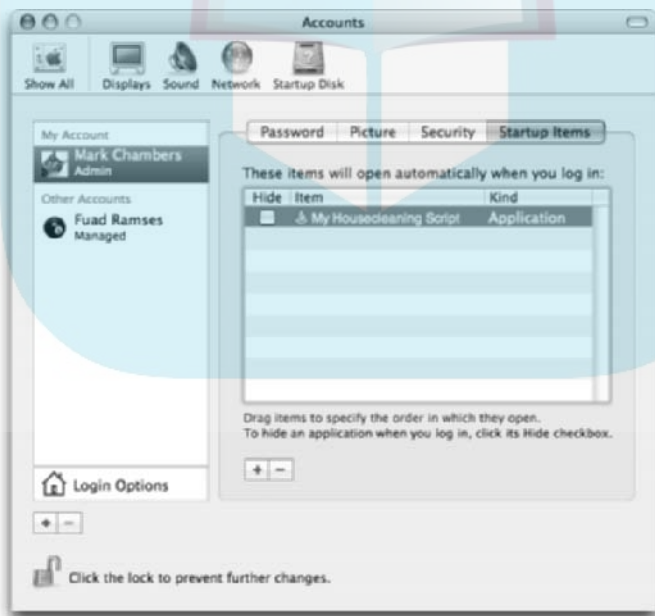 Accounts
Show All Displays Sound Network Startup Disk
My Account
Mark Chambers
Admin
Other Accounts
Fuad Ramses
Managed
Login Options
Password Picture Security Startup Items
These items will open automatically when you log in:
Hide Item Kind
My Housecleaning Script Application
Drag items to specify the order in which they open.
To hide an application when you log in, click its Hide checkbox.
+ -
+ -
Click the lock to prevent further changes.